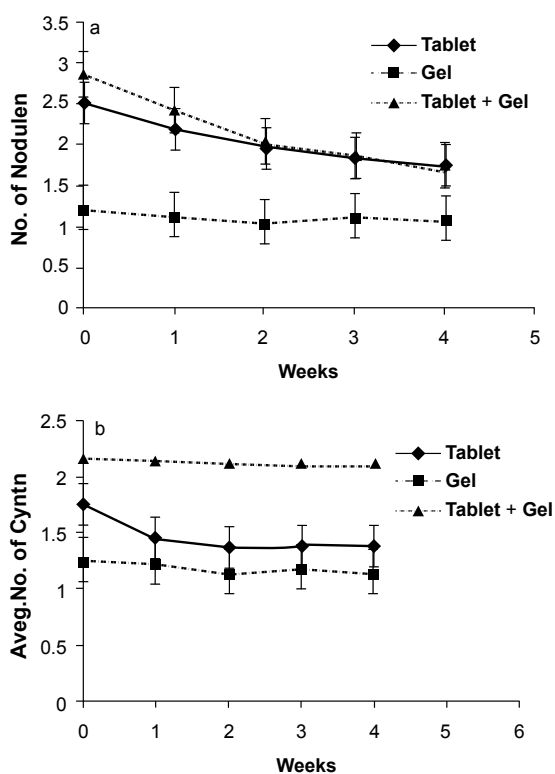 a
3.5
3
2.5
2
1.5
1
0.5
0
No. of Nodulen
Tablet
Gel
Tablet + Gel
0 1 2 3 4 5
Weeks
b
2.5
2
1.5
1
0.5
0
Aveg.No. of Cyntn
Tablet
Gel
Tablet + Gel
0 1 2 3 4 5 6
Weeks